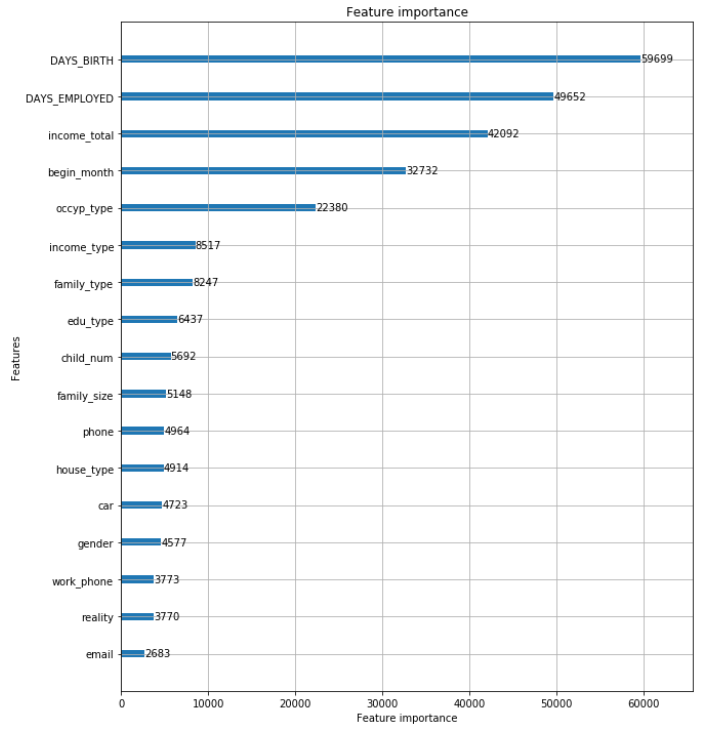 Feature importance
DAYS_BIRTH 59699
DAYS_EMPLOYED 49652
income_total 42092
begin_month 32732
occyp_type 22380
income_type 8517
family_type 8247
edu_type 6437
child_num 5692
family_size 5148
phone 4964
house_type 4914
car 4723
gender 4577
work_phone 3773
reality 3770
email 2683
Features
0 10000 20000 30000 40000 50000 60000
Feature importance